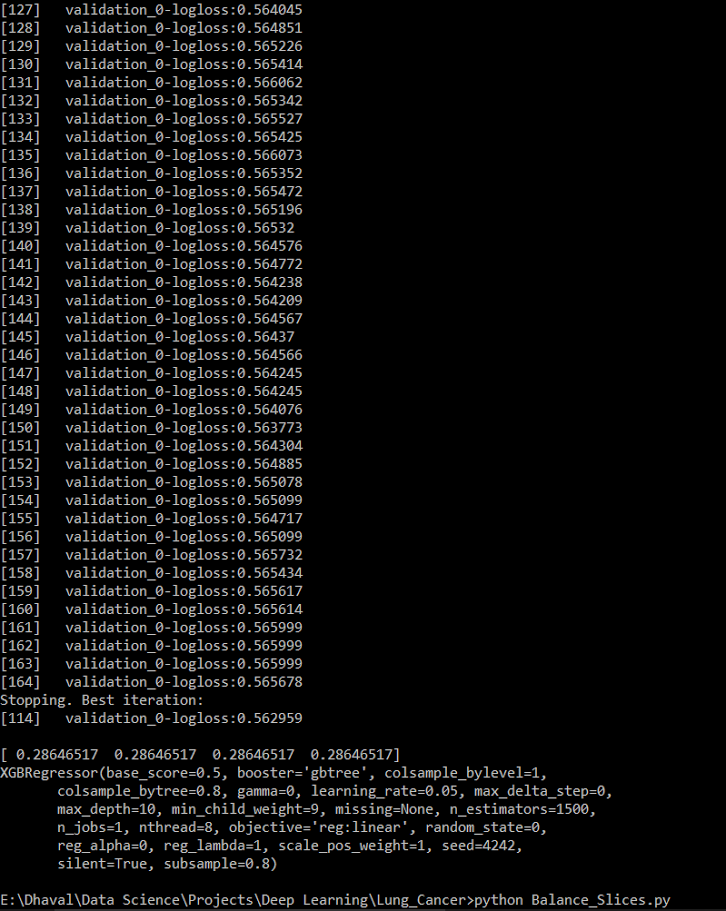 [127]   validation_0-logloss:0.564045
[128]   validation_0-logloss:0.564851
[129]   validation_0-logloss:0.565226
[130]   validation_0-logloss:0.565414
[131]   validation_0-logloss:0.566062
[132]   validation_0-logloss:0.565342
[133]   validation_0-logloss:0.565527
[134]   validation_0-logloss:0.565425
[135]   validation_0-logloss:0.566073
[136]   validation_0-logloss:0.565352
[137]   validation_0-logloss:0.565472
[138]   validation_0-logloss:0.565196
[139]   validation_0-logloss:0.56532
[140]   validation_0-logloss:0.564576
[141]   validation_0-logloss:0.564772
[142]   validation_0-logloss:0.564238
[143]   validation_0-logloss:0.564209
[144]   validation_0-logloss:0.564567
[145]   validation_0-logloss:0.56437
[146]   validation_0-logloss:0.564566
[147]   validation_0-logloss:0.564245
[148]   validation_0-logloss:0.564245
[149]   validation_0-logloss:0.564076
[150]   validation_0-logloss:0.563773
[151]   validation_0-logloss:0.564304
[152]   validation_0-logloss:0.564885
[153]   validation_0-logloss:0.565078
[154]   validation_0-logloss:0.565099
[155]   validation_0-logloss:0.564717
[156]   validation_0-logloss:0.565099
[157]   validation_0-logloss:0.565732
[158]   validation_0-logloss:0.565434
[159]   validation_0-logloss:0.565617
[160]   validation_0-logloss:0.565614
[161]   validation_0-logloss:0.565999
[162]   validation_0-logloss:0.565999
[163]   validation_0-logloss:0.565999
[164]   validation_0-logloss:0.565678
Stopping. Best iteration:
[114]   validation_0-logloss:0.562959
[ 0.28646517  0.28646517  0.28646517  0.28646517]
XGBRegressor(base_score=0.5, booster='gbtree', colsample_bylevel=1,
       colsample_bytree=0.8, gamma=0, learning_rate=0.05, max_delta_step=0,
       max_depth=10, min_child_weight=9, missing=None, n_estimators=1500,
       n_jobs=1, nthread=8, objective='reg:linear', random_state=0,
       reg_alpha=0, reg_lambda=1, scale_pos_weight=1, seed=4242,
       silent=True, subsample=0.8)
E:\Dhaval\Data Science\Projects\Deep Learning\Lung_Cancer>python Balance_Slices.py